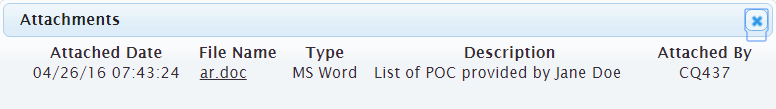 Attachments
Attached Date File Name Type Description Attached By
04/26/16 07:43:24 ar.doc MS Word List of POC provided by Jane Doe CQ437